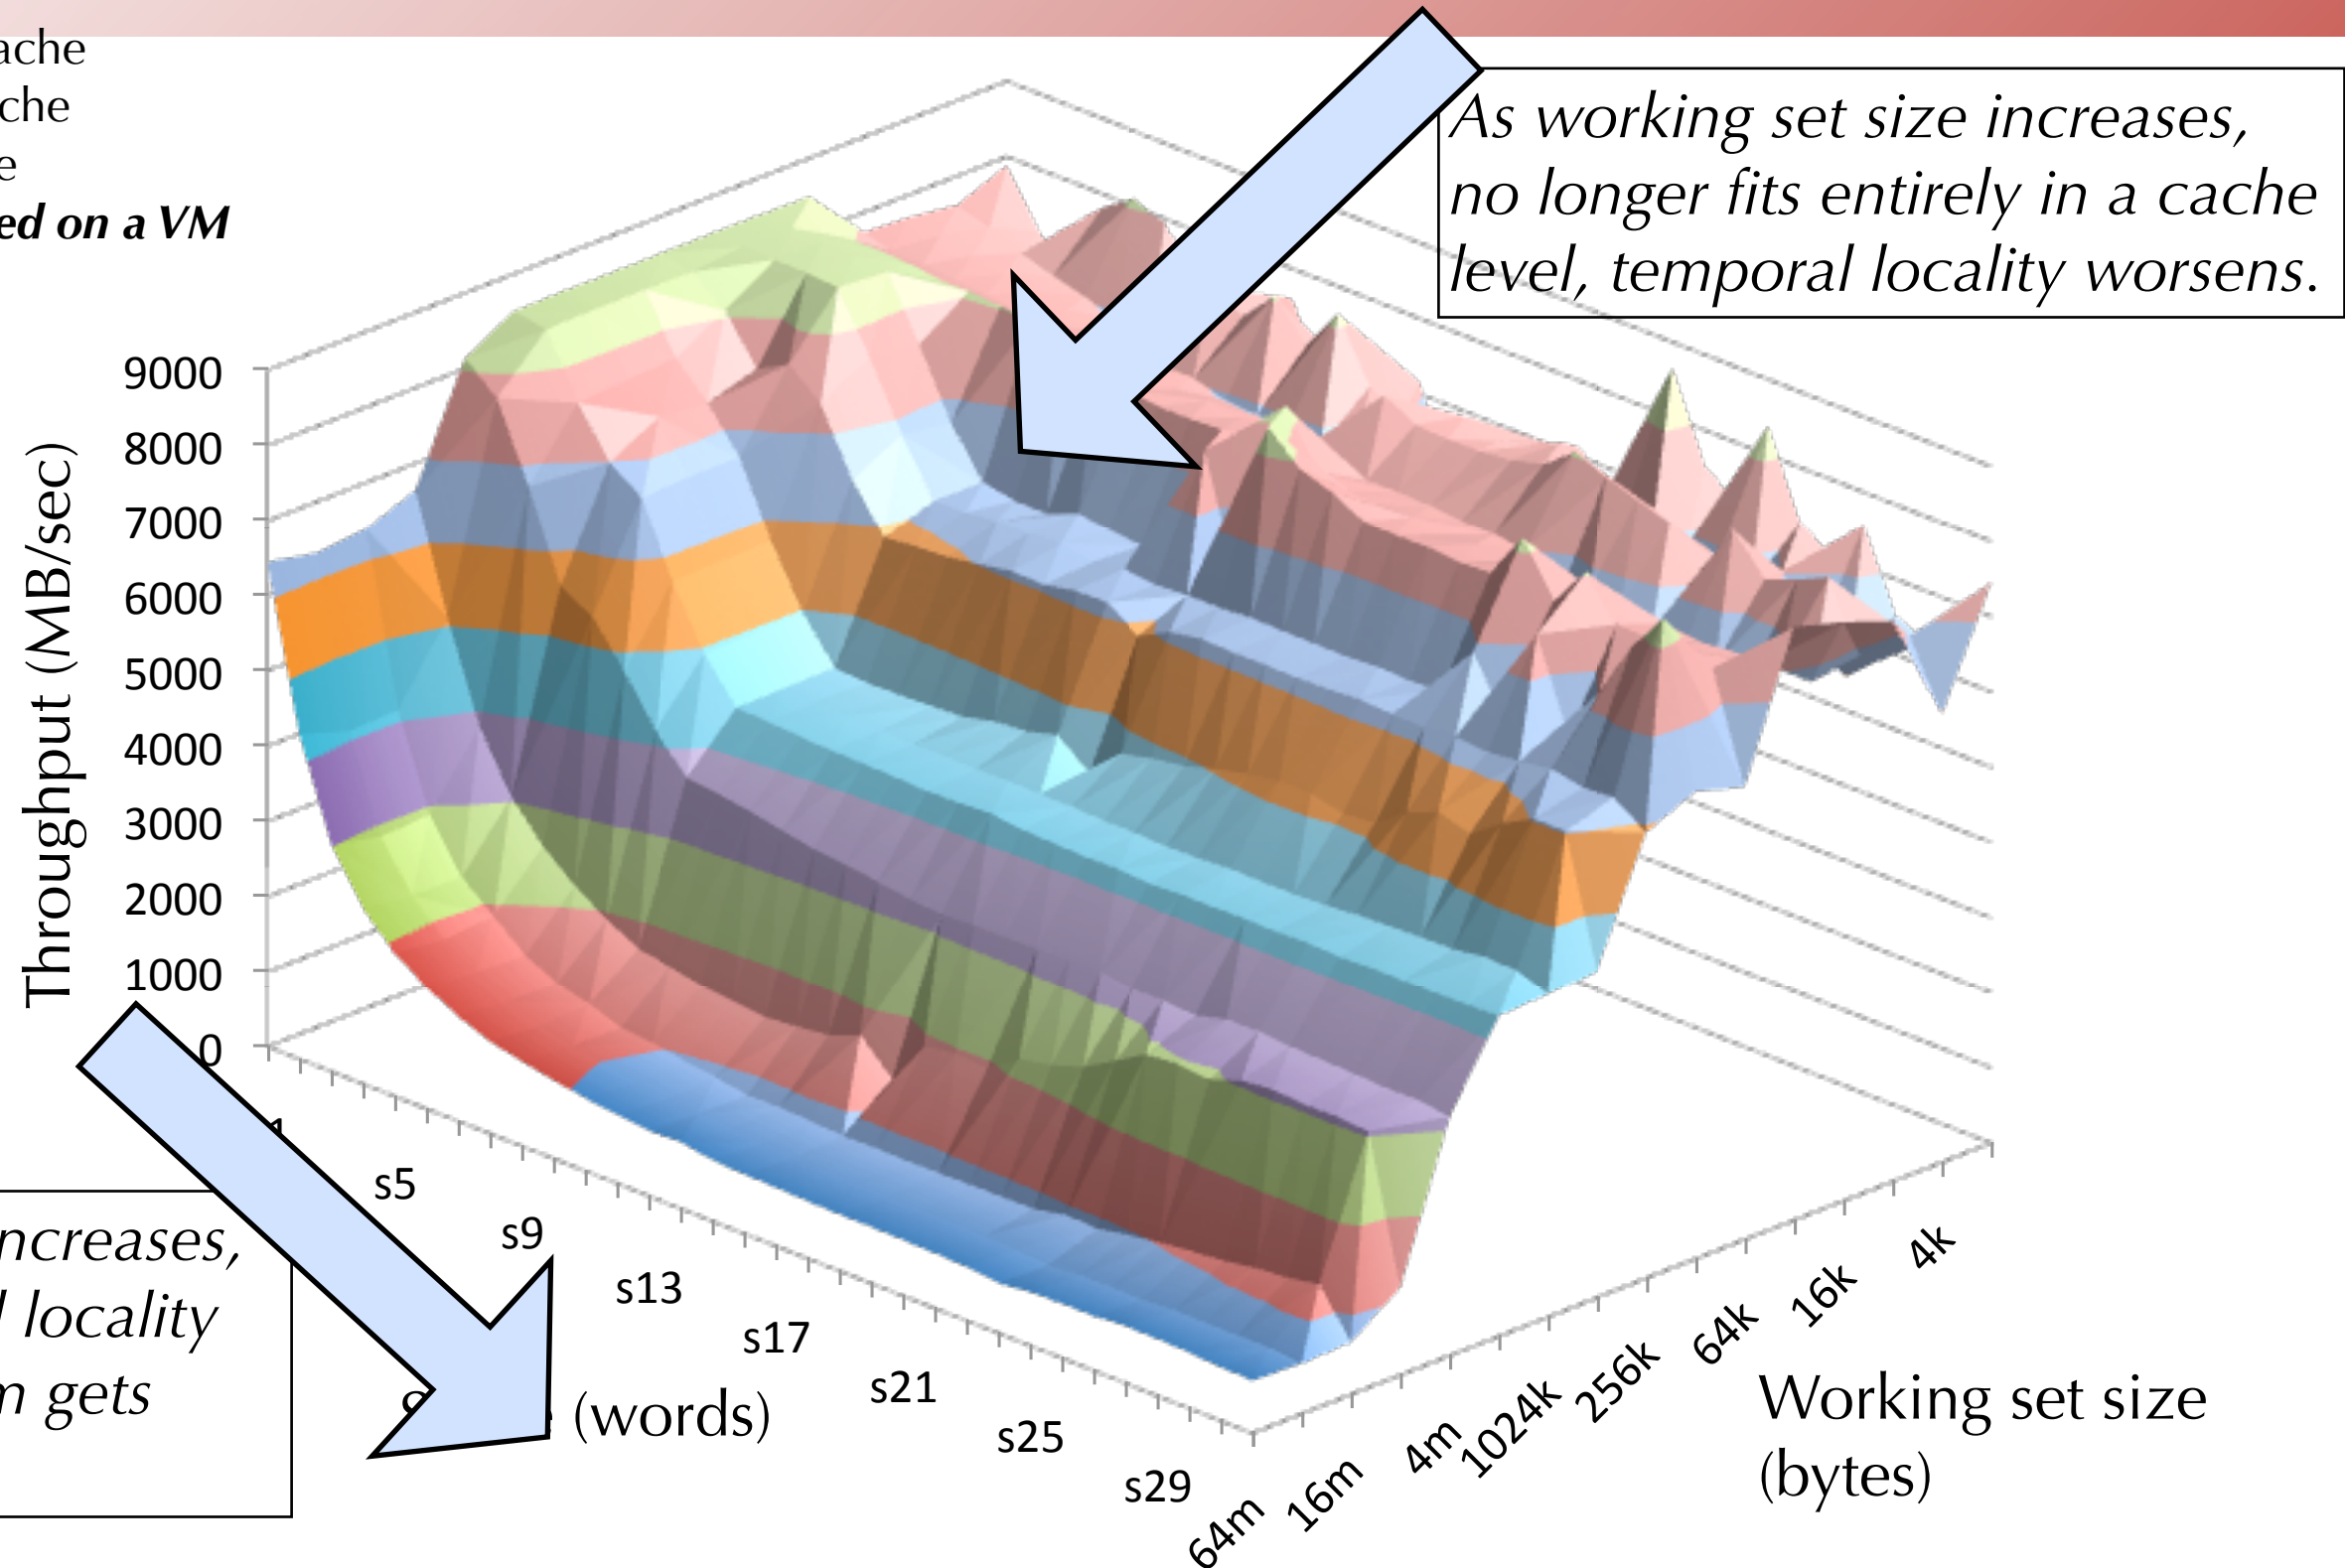 ache
che
e
ed on a VM
As working set size increases,
no longer fits entirely in a cache
level, temporal locality worsens.
Throughput (MB/sec)
9000
8000
7000
6000
5000
4000
3000
2000
1000
0
s5
s9
s13
s17
s21
s25
s29
(words)
64m
16m
4m
1024k
256k
64k
16k
4k
Working set size
(bytes)
ncreases,
locality
gets